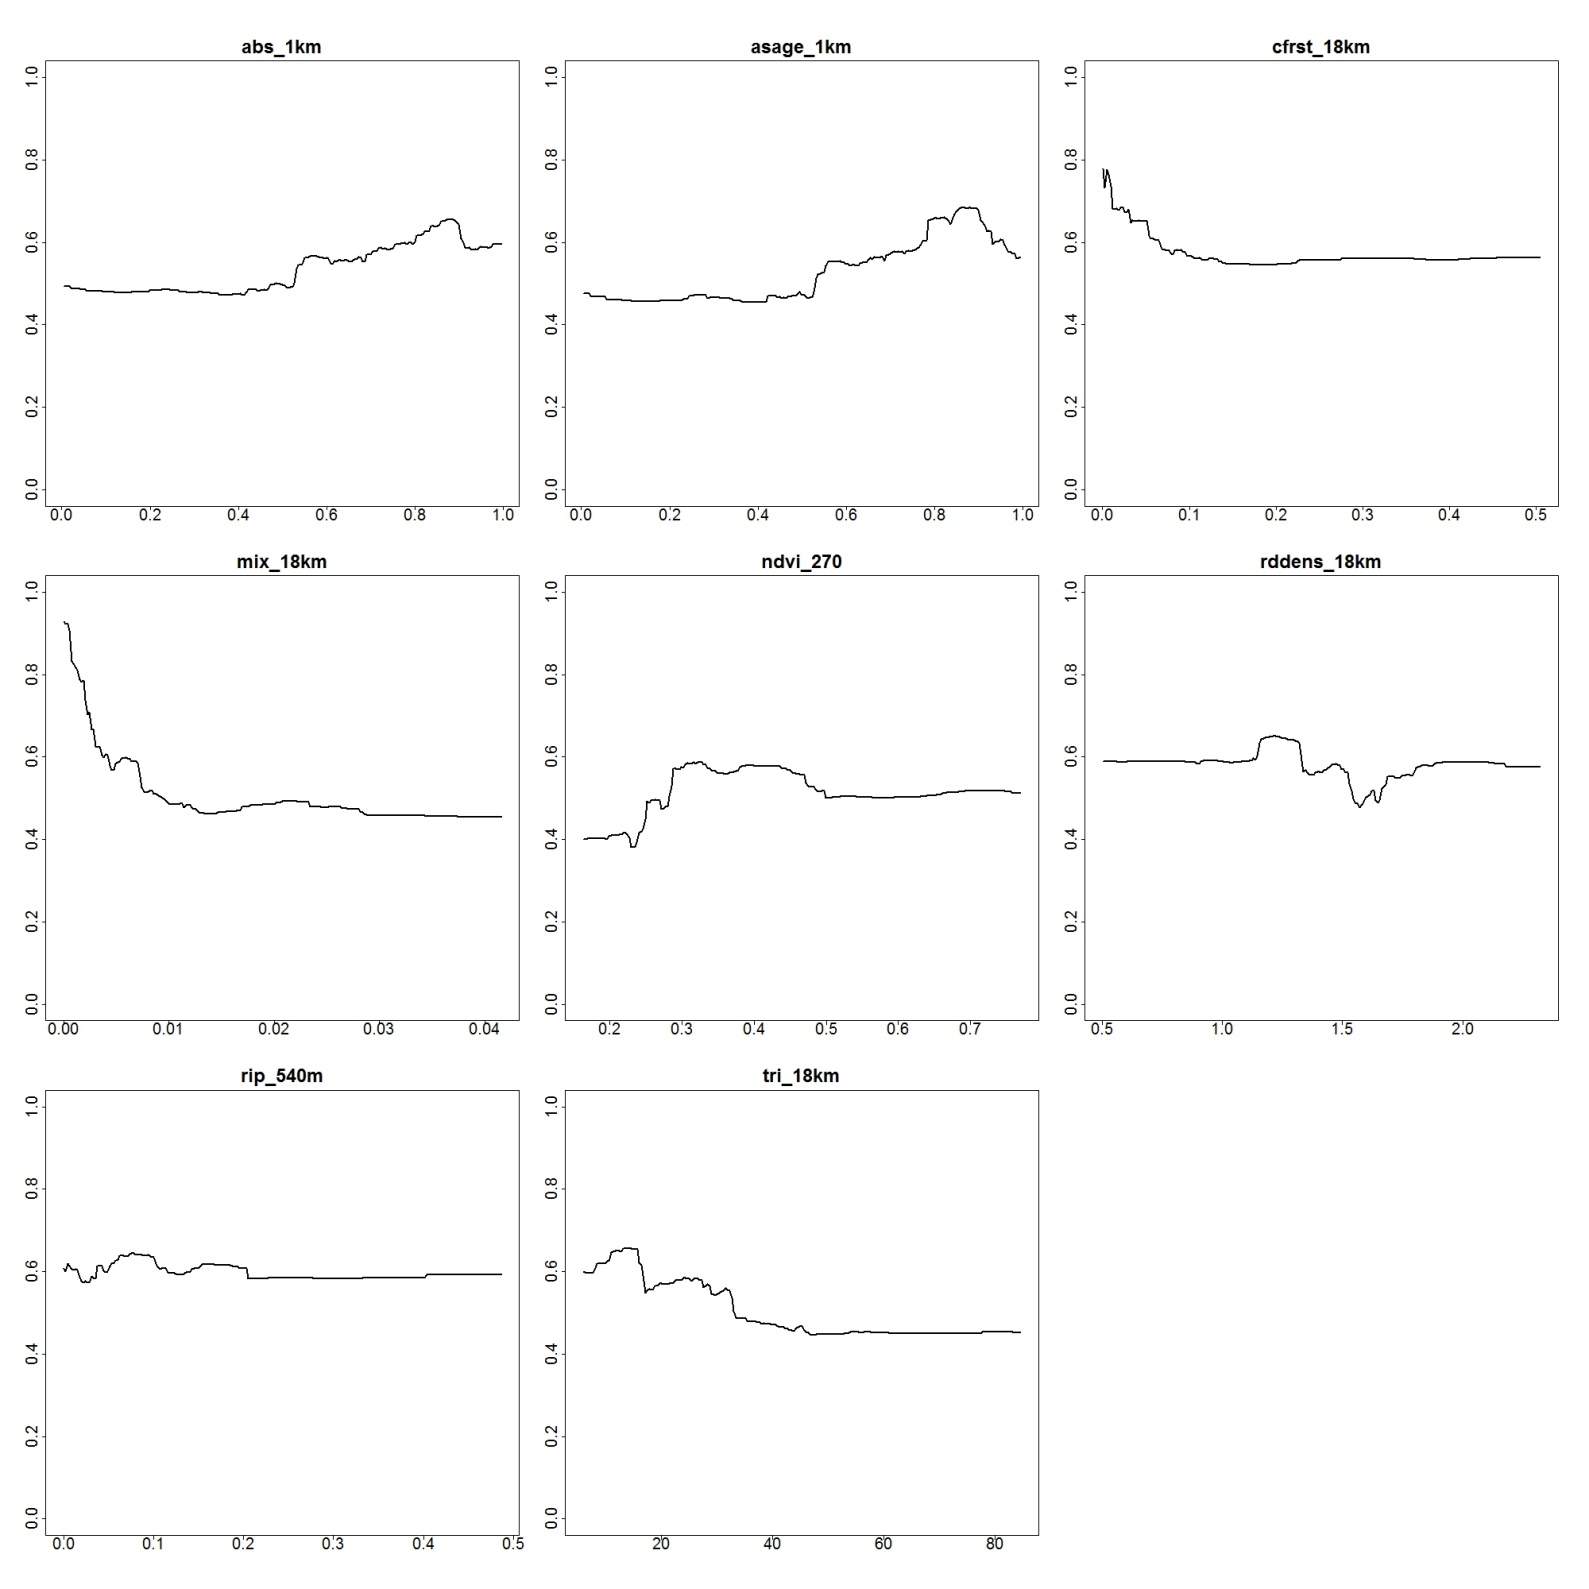 abs_1km asage_1km cfrst_18km
1.0 1.0 1.0
0.8 0.8 0.8
0.6 0.6 0.6
0.4 0.4 0.4
0.2 0.2 0.2
0.0 0.0 0.0
0.0 0.2 0.4 0.6 0.8 1.0 0.0 0.2 0.4 0.6 0.8 1.0 0.0 0.1 0.2 0.3 0.4 0.5
mix_18km ndvi_270 rddens_18km
1.0 1.0 1.0
0.8 0.8 0.8
0.6 0.6 0.6
0.4 0.4 0.4
0.2 0.2 0.2
0.0 0.0 0.0
0.00 0.01 0.02 0.03 0.04 0.2 0.3 0.4 0.5 0.6 0.7 0.5 1.0 1.5 2.0
rip_540m tri_18km
1.0 1.0
0.8 0.8
0.6 0.6
0.4 0.4
0.2 0.2
0.0 0.0
0.0 0.1 0.2 0.3 0.4 0.5 20 40 60 80